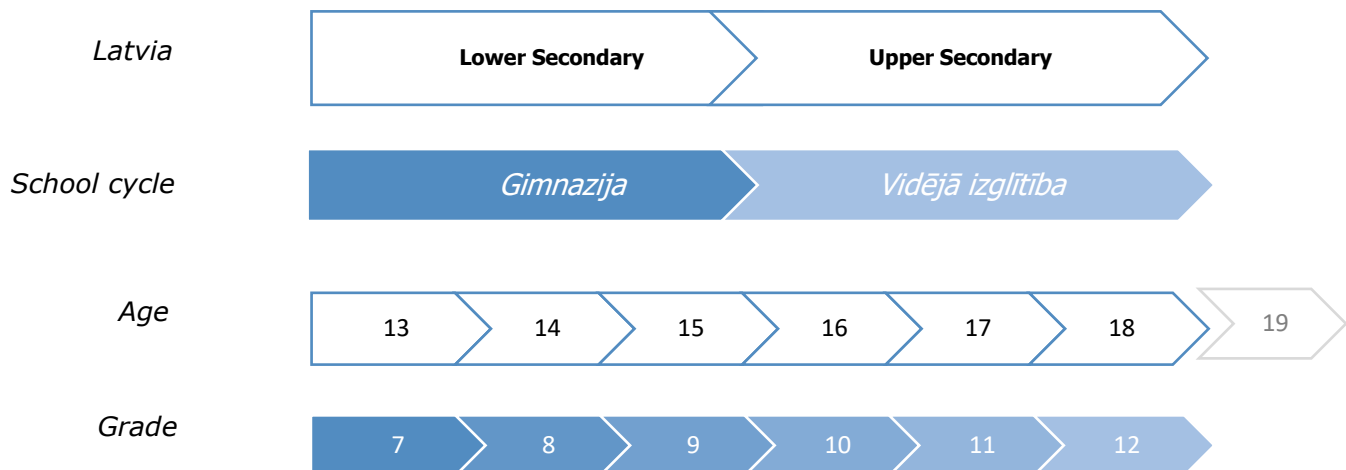 Latvia Lower Secondary Upper Secondary
School cycle Gimnazija Vidējā izglītība
Age 13 14 15 16 17 18 19
Grade 7 8 9 10 11 12